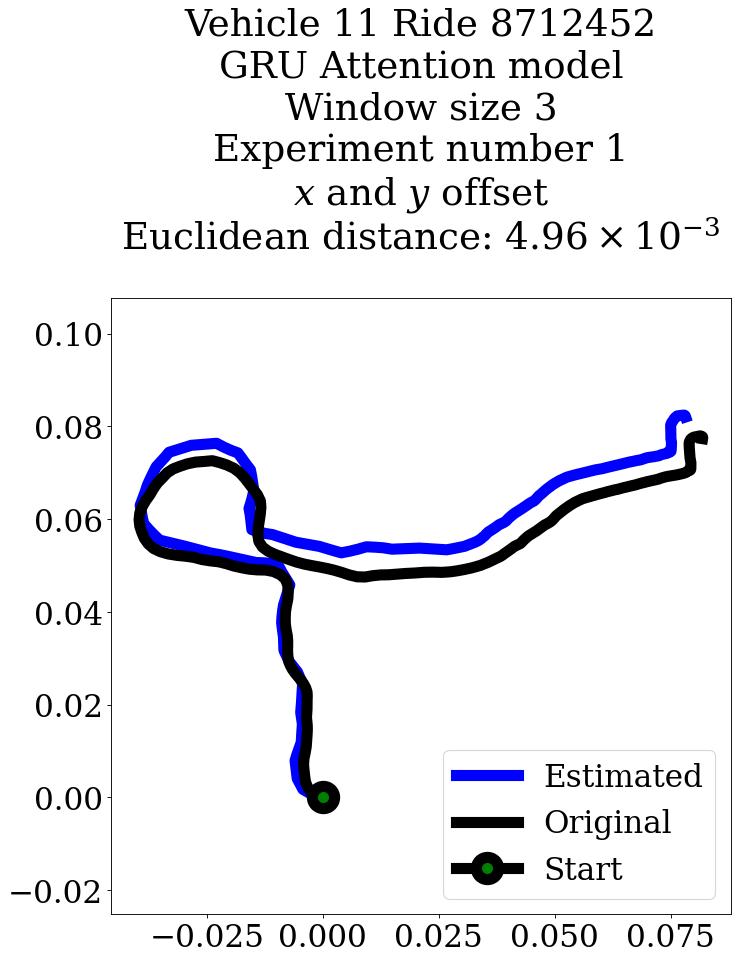 Vehicle 11 Ride 8712452
GRU Attention model
Window size 3
Experiment number 1
x and y offset
Euclidean distance: 4.96 × 10⁻³
0.10
0.08
0.06
0.04
0.02
0.00
−0.02
−0.025 0.000 0.025 0.050 0.075
Estimated
Original
Start